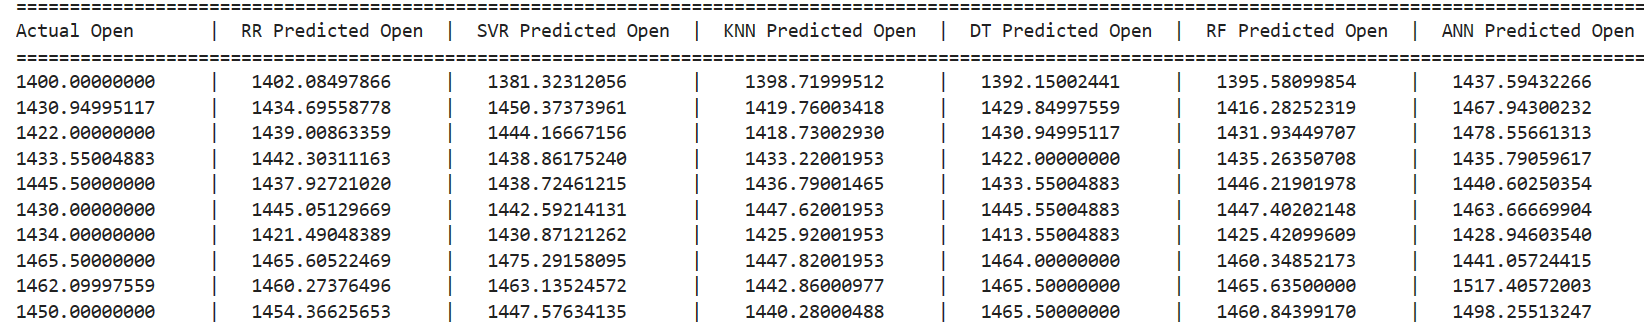 Actual Open | RR Predicted Open | SVR Predicted Open | KNN Predicted Open | DT Predicted Open | RF Predicted Open | ANN Predicted Open
1400.00000000 | 1402.08497866 | 1381.32312056 | 1398.71999512 | 1392.15002441 | 1395.58099854 | 1437.59432266
1430.94995117 | 1434.69558778 | 1450.37373961 | 1419.76003418 | 1429.84997559 | 1416.28252319 | 1467.94300232
1422.00000000 | 1439.00863359 | 1444.16667156 | 1418.73002930 | 1430.94995117 | 1431.93449707 | 1478.55661313
1433.55004883 | 1442.30311163 | 1438.86175240 | 1433.22001953 | 1422.00000000 | 1435.26350708 | 1435.79059617
1445.50000000 | 1437.92721020 | 1438.72461215 | 1436.79001465 | 1433.55004883 | 1446.21901978 | 1440.60250354
1430.00000000 | 1445.05129669 | 1442.59214131 | 1447.62001953 | 1445.55004883 | 1447.40202148 | 1463.66669904
1434.00000000 | 1421.49048389 | 1430.87121262 | 1425.92001953 | 1413.55004883 | 1425.42099609 | 1428.94603540
1465.50000000 | 1465.60522469 | 1475.29158095 | 1447.82001953 | 1464.00000000 | 1460.34852173 | 1441.05724415
1462.09997559 | 1460.27376496 | 1463.13524572 | 1442.86000977 | 1465.50000000 | 1465.63500000 | 1517.40572003
1450.00000000 | 1454.36625653 | 1447.57634135 | 1440.28000488 | 1465.50000000 | 1460.84399170 | 1498.25513247